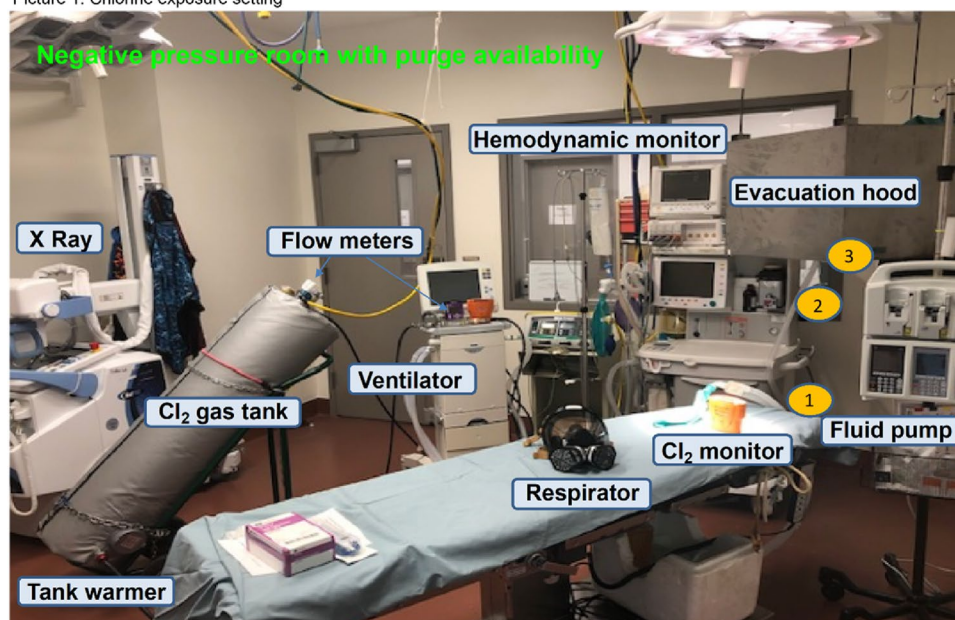 Picture 1. Chlorine exposure setting
Negative pressure room with purge availability
Hemodynamic monitor
Evacuation hood
X Ray
Flow meters
3
2
Ventilator
Cl₂ gas tank
1
Fluid pump
Cl₂ monitor
Respirator
Tank warmer